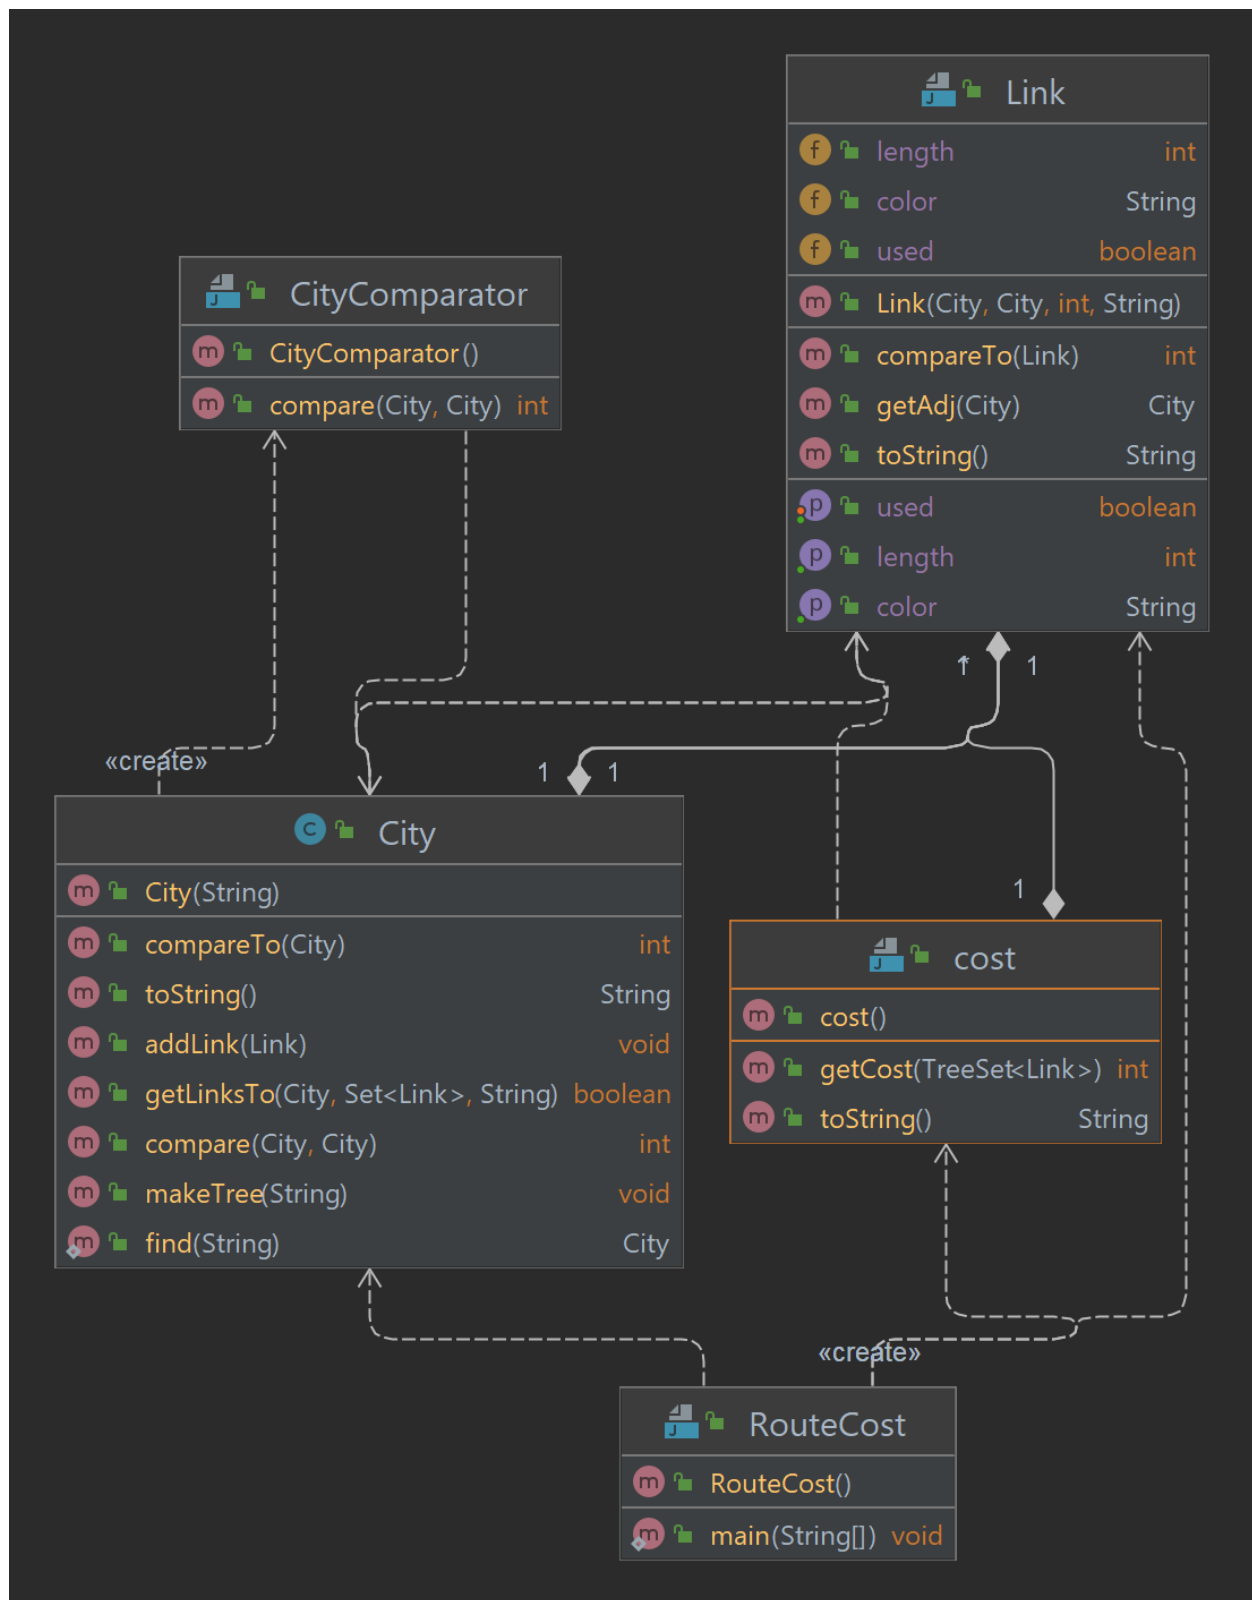 Link
length int
color String
used boolean
Link(City, City, int, String)
compareTo(Link) int
getAdj(City) City
toString() String
used boolean
length int
color String
CityComparator
CityComparator()
compare(City, City) int
1
«create»
1 1
City
City(String)
compareTo(City) int
toString() String
addLink(Link) void
getLinksTo(City, Set<Link>, String) boolean
compare(City, City) int
makeTree(String) void
find(String) City
1
cost
cost()
getCost(TreeSet<Link>) int
toString() String
«create»
RouteCost
RouteCost()
main(String[]) void